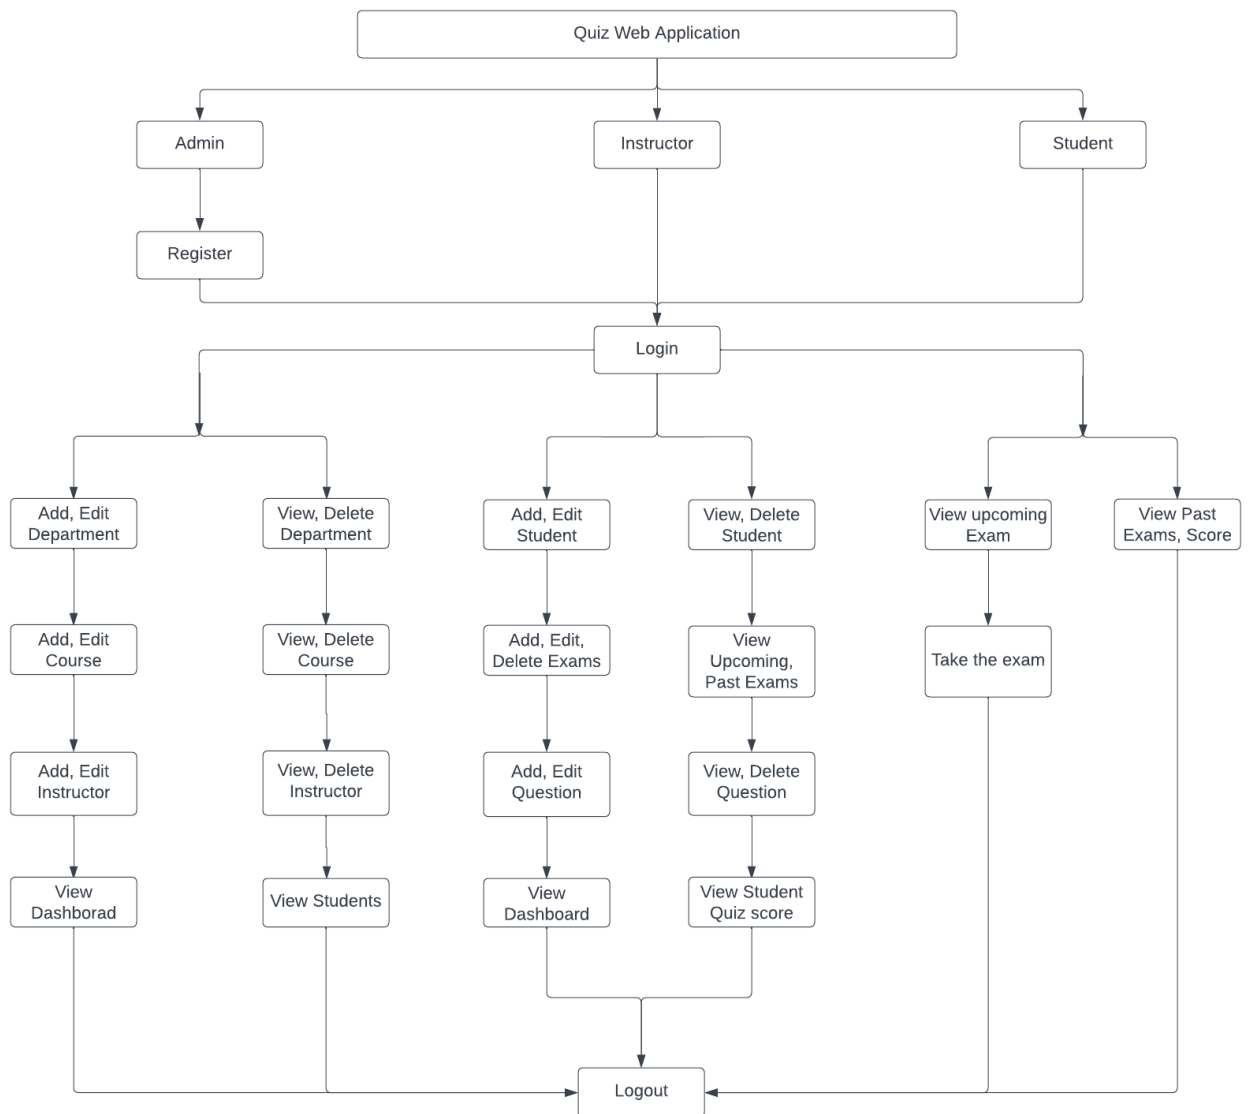 Quiz Web Application
Admin
Instructor
Student
Register
Login
Add, Edit
Department
View, Delete
Department
Add, Edit
Student
View, Delete
Student
View upcoming
Exam
View Past
Exams, Score
Add, Edit
Course
View, Delete
Course
Add, Edit,
Delete Exams
View
Upcoming,
Past Exams
Take the exam
Add, Edit
Instructor
View, Delete
Instructor
Add, Edit
Question
View, Delete
Question
View
Dashborad
View Students
View
Dashboard
View Student
Quiz score
Logout